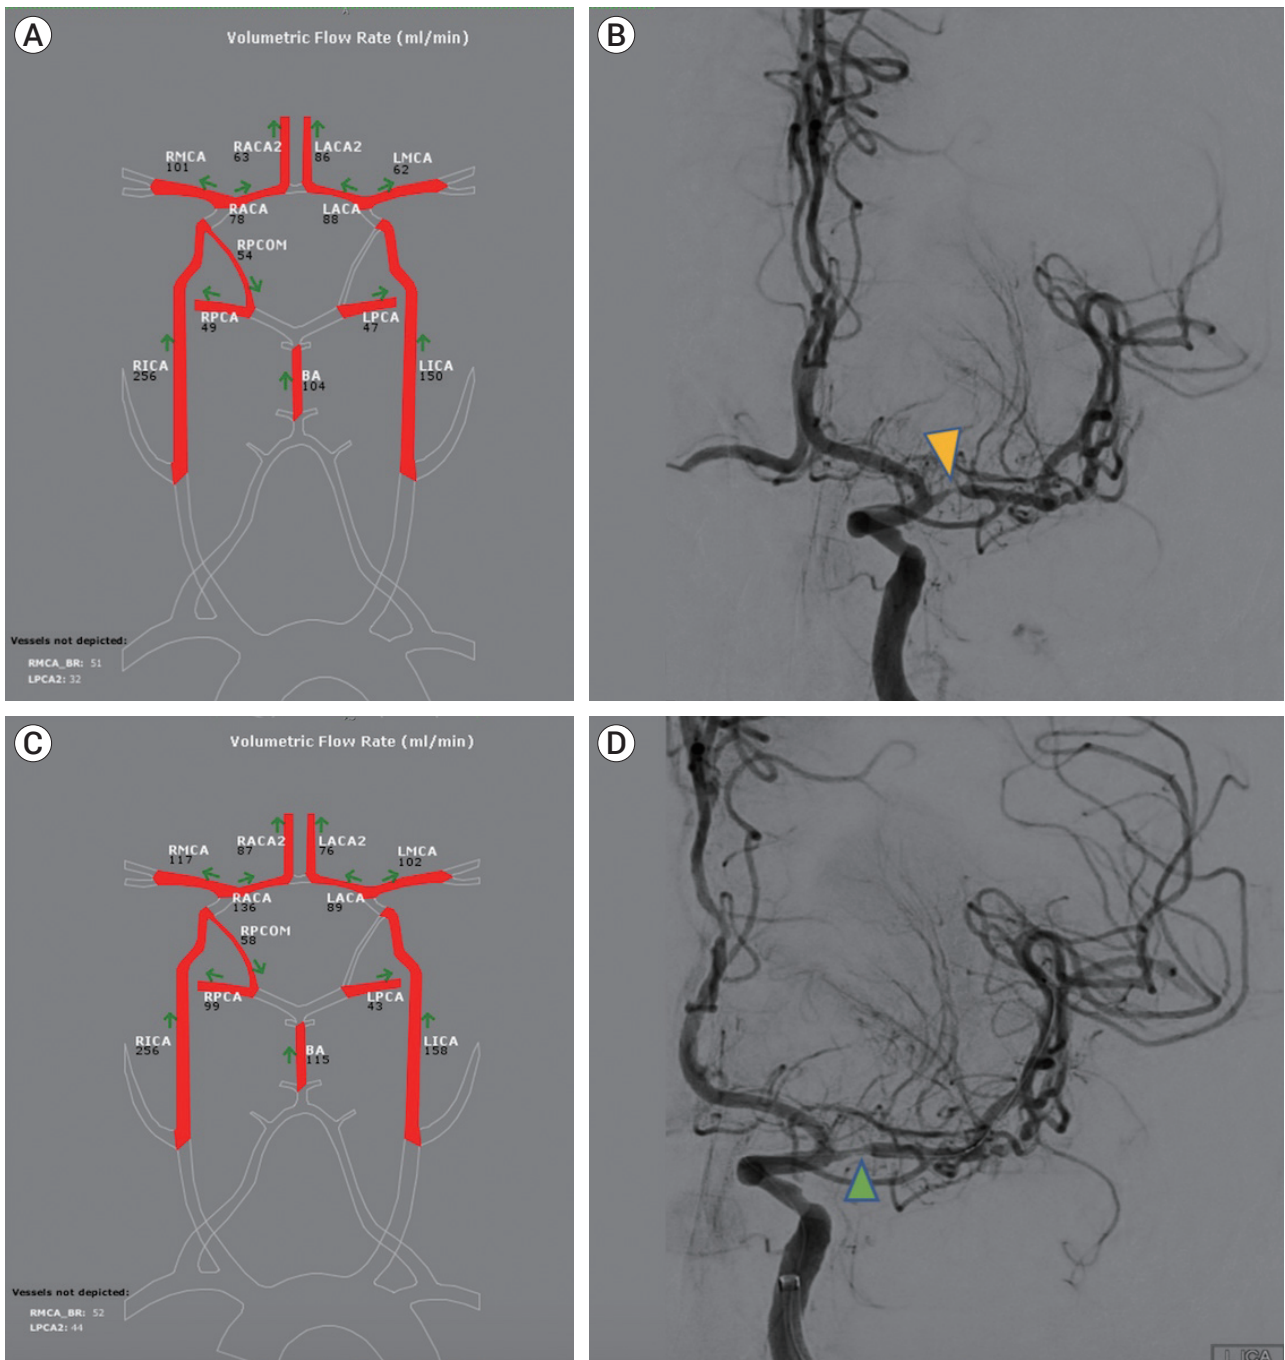 A
Volumetric Flow Rate (ml/min)
RACA2
63
LACA2
86
RMCA
101
LMCA
62
RACA
78
LACA
88
RPCOM
54
RPCA
49
LPCA
47
RICA
256
BA
104
LICA
150
Vessels not depicted:
RMCA_BR: 51
LPCA2: 32
B
C
Volumetric Flow Rate (ml/min)
RACA2
87
LACA2
76
RMCA
117
LMCA
102
RACA
136
LACA
89
RPCOM
58
RPCA
99
LPCA
43
RICA
256
BA
115
LICA
158
Vessels not depicted:
RMCA_BR: 52
LPCA2: 44
D